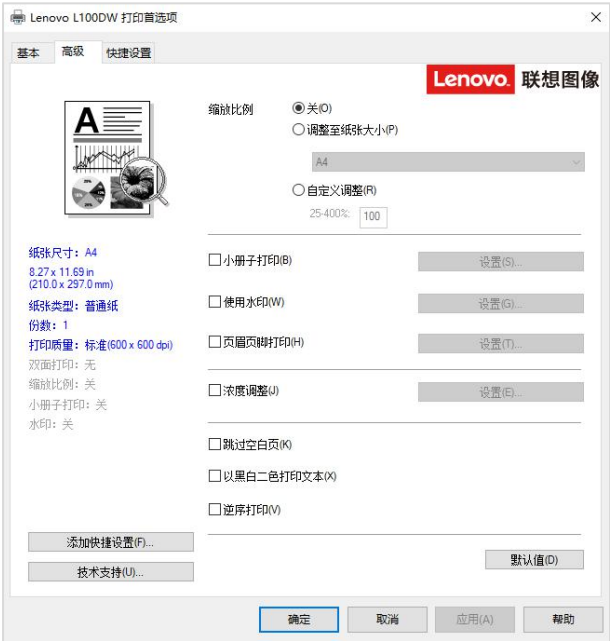 Lenovo L100DW 打印首选项
基本 高级 快捷设置
Lenovo. 联想图像
缩放比例 关(O)
调整至纸张大小(P)
A4
自定义调整(R)
25-400%: 100
A
纸张尺寸: A4
8.27 x 11.69 in
(210.0 x 297.0 mm)
纸张类型: 普通纸
份数: 1
打印质量: 标准(600 x 600 dpi)
双面打印: 无
缩放比例: 关
小册子打印: 关
水印: 关
小册子打印(B) 设置(S)...
使用水印(W) 设置(G)...
页眉页脚打印(H) 设置(T)...
浓度调整(J) 设置(E)...
跳过空白页(K)
以黑白二色打印文本(X)
逆序打印(V)
添加快捷设置(F)...
技术支持(U)...
默认值(D)
确定 取消 应用(A) 帮助